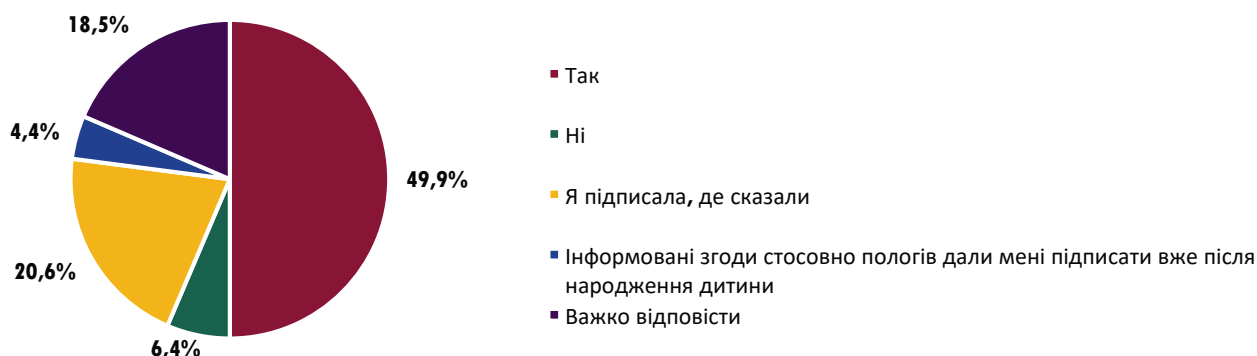 18,5%
4,4%
20,6%
6,4%
49,9%
Так
Ні
Я підписала, де сказали
Інформовані згоди стосовно пологів дали мені підписати вже після
народження дитини
Важко відповісти